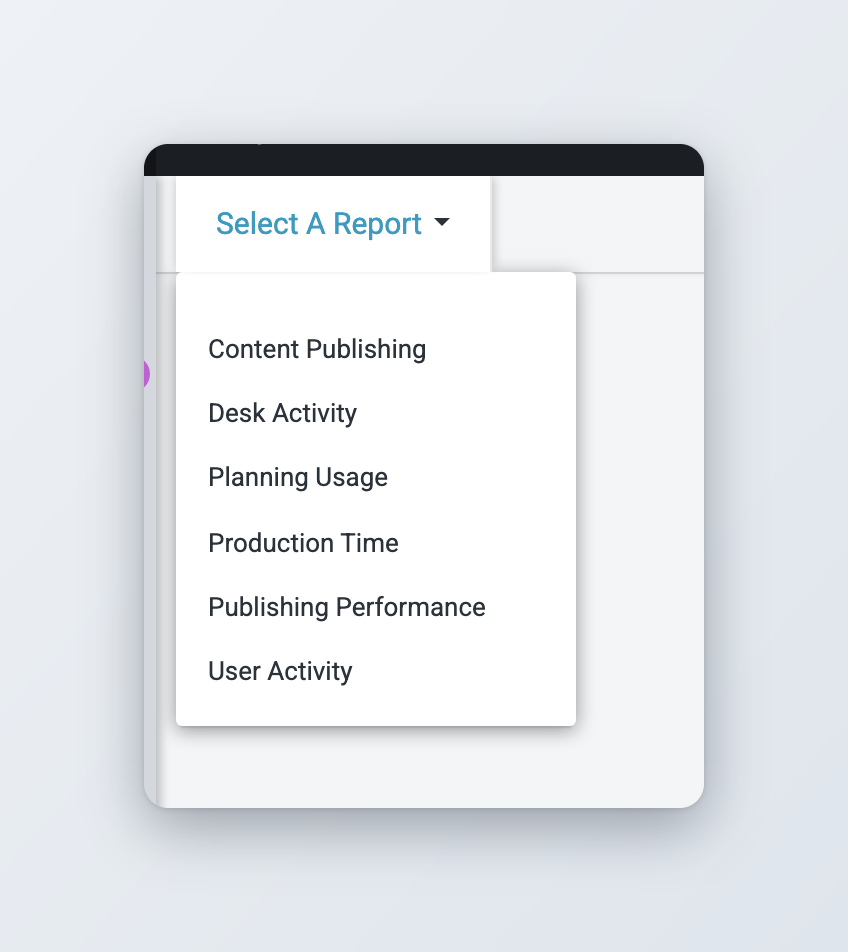 Select A Report
Content Publishing
Desk Activity
Planning Usage
Production Time
Publishing Performance
User Activity